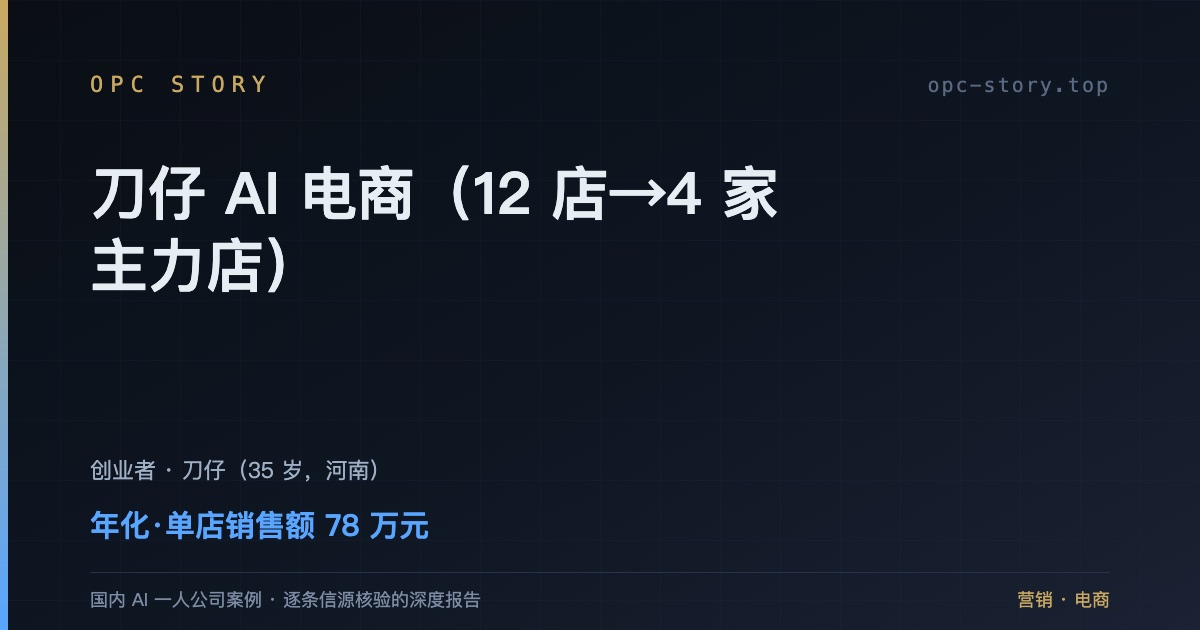 OPC STORY
opc-story.top
刀仔 AI 电商（12 店→4 家
主力店）
创业者 · 刀仔（35 岁，河南）
年化·单店销售额 78 万元
国内 AI 一人公司案例 · 逐条信源核验的深度报告
营销 · 电商